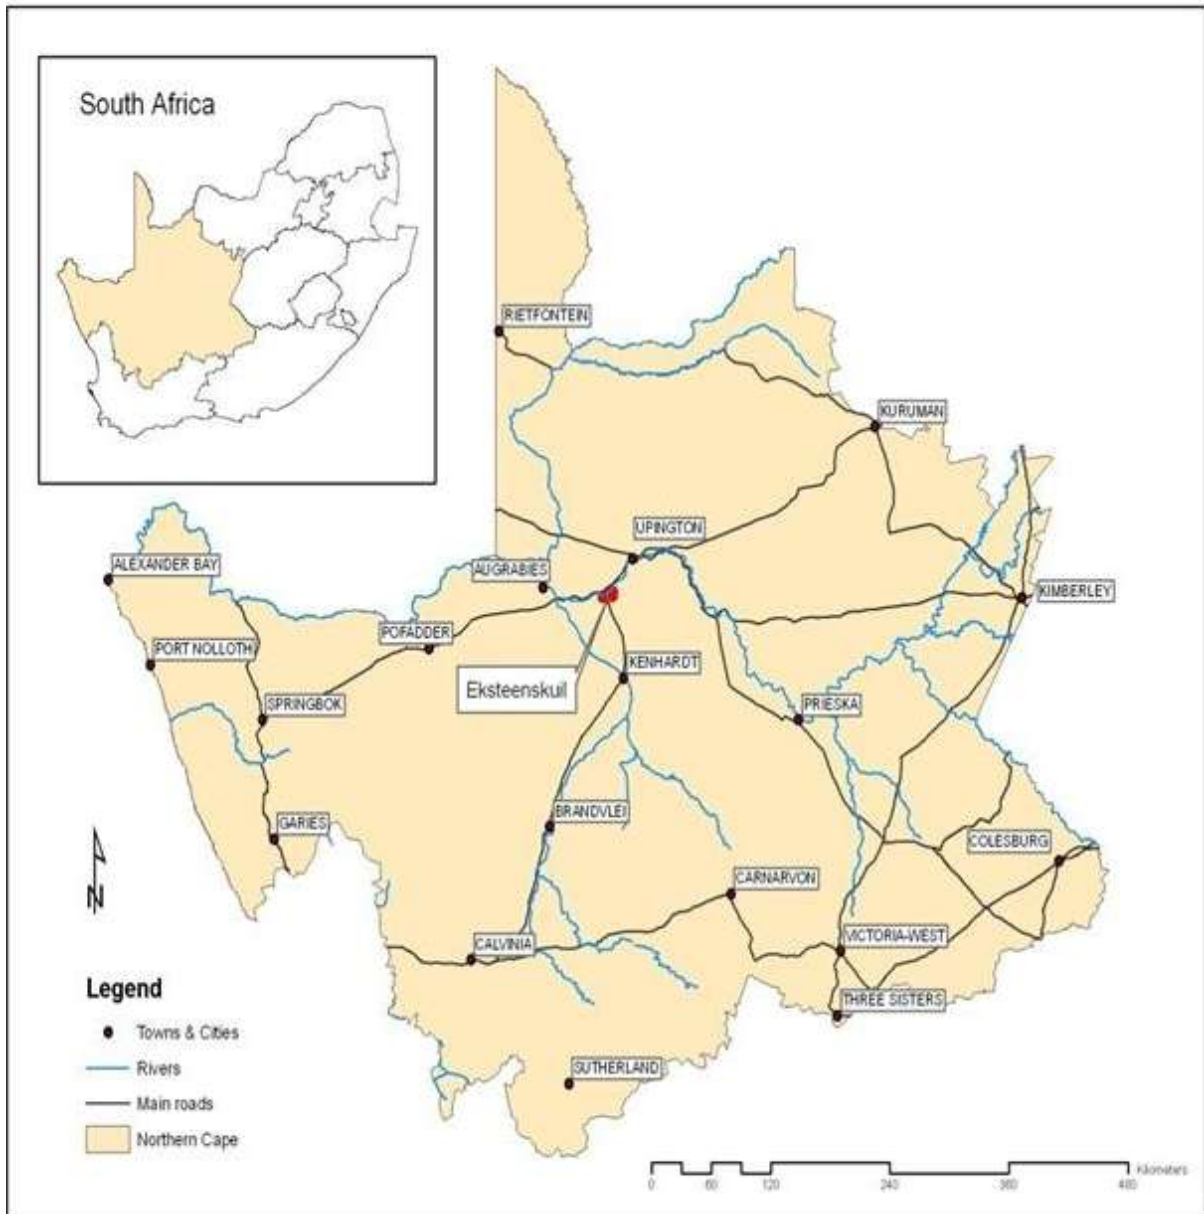 South Africa
RIETFONTEIN
KURUMAN
UPINGTON
ALEXANDER BAY
AUGRABIES
KIMBERLEY
POFADDER
PORT NOLLOTH
KENHARDT
Eksteenskuil
SPRINGBOK
PRIESKA
BRANDVLEI
GARIES
COLESBURG
CARNARVON
N
CALVINIA
VICTORIA-WEST
Legend
THREE SISTERS
Towns & Cities
Rivers
SUTHERLAND
Main roads
Northern Cape
Kilometers
0 60 120 240 360 480